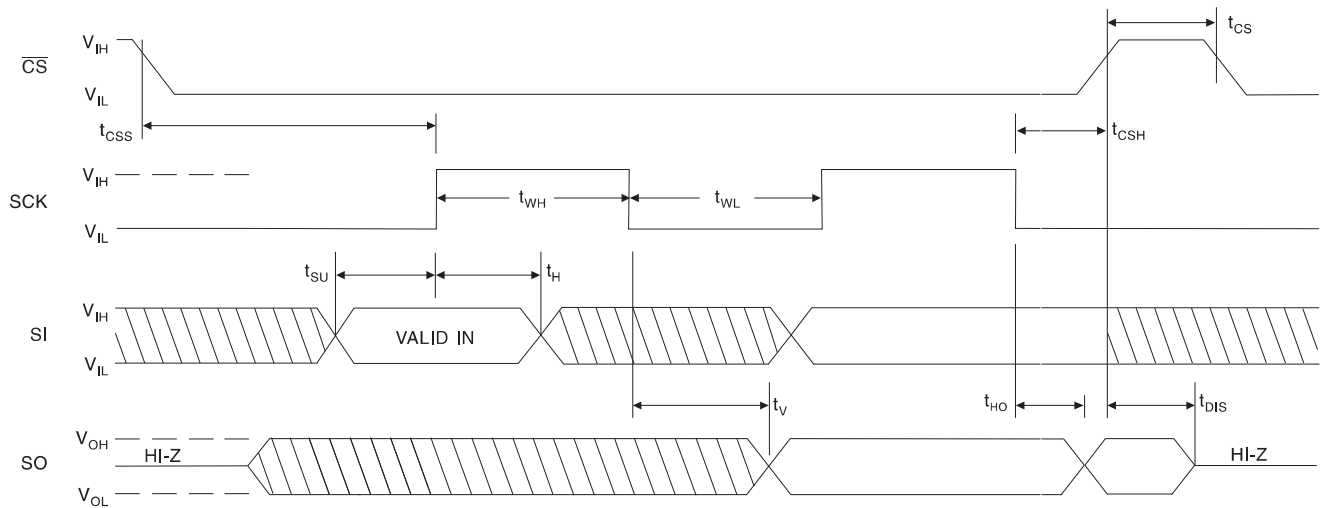 t_CS
V_IH
C̅S̅
V_IL
t_CSS
t_CSH
V_IH
SCK
t_WH
t_WL
V_IL
t_SU
t_H
V_IH
SI
VALID IN
V_IL
t_V
t_HO
t_DIS
V_OH
SO
HI-Z
HI-Z
V_OL